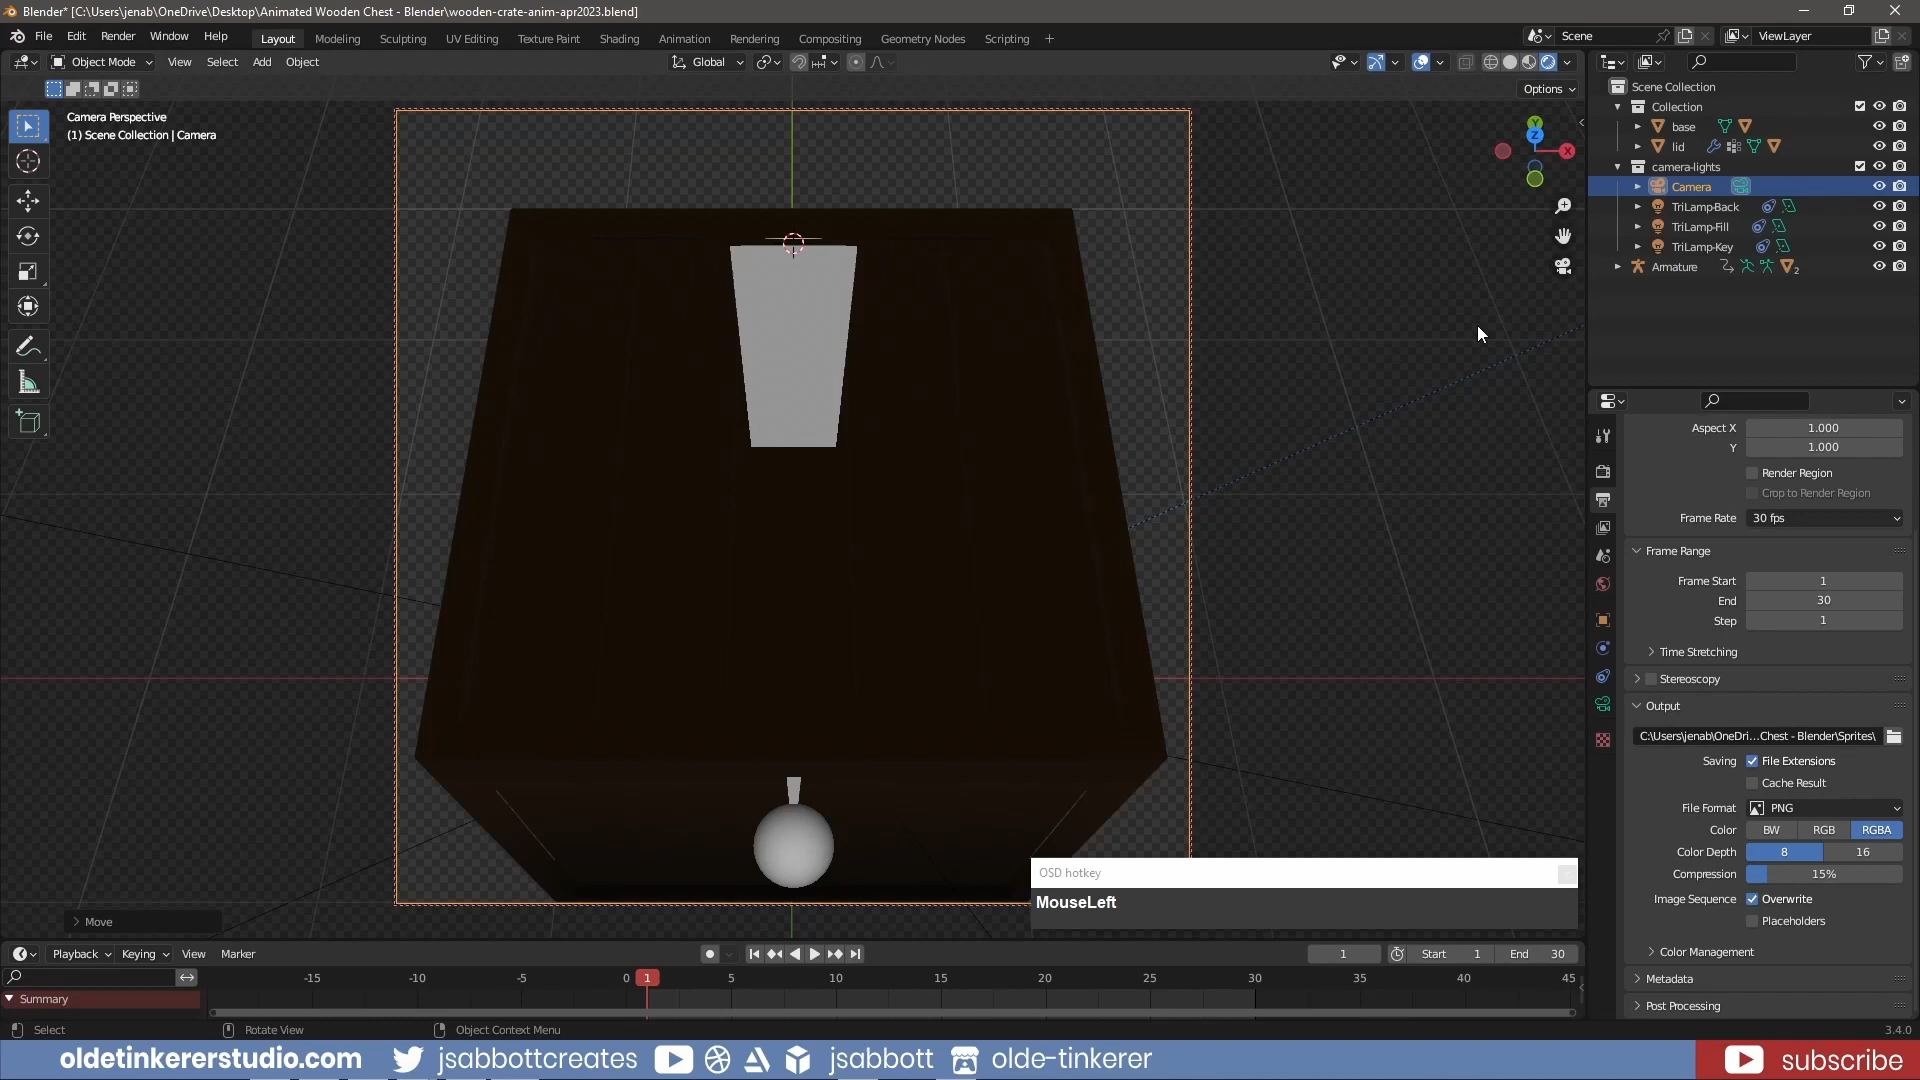 Blender* [C:\Users\jenab\OneDrive\Desktop\Animated Wooden Chest - Blender\wooden-crate-anim-apr2023.blend]
File Edit Render Window Help Layout Modeling Sculpting UV Editing Texture Paint Shading Animation Rendering Compositing Geometry Nodes Scripting + Scene ViewLayer
Object Mode View Select Add Object Global
Options
Camera Perspective
(1) Scene Collection | Camera
Y
Z
X
Scene Collection
Collection
base
lid
camera-lights
Camera
TriLamp-Back
TriLamp-Fill
TriLamp-Key
Armature 2
Aspect X 1.000
Y 1.000
Render Region
Crop to Render Region
Frame Rate 30 fps
Frame Range
Frame Start 1
End 30
Step 1
Time Stretching
Stereoscopy
Output
C:\Users\jenab\OneDri...Chest - Blender\Sprites\
Saving File Extensions
Cache Result
File Format PNG
Color BW RGB RGBA
Color Depth 8 16
Compression 15%
Image Sequence Overwrite
Placeholders
Color Management
Metadata
Post Processing
OSD hotkey
MouseLeft
Move
Playback Keying View Marker 1 Start 1 End 30
-15 -10 -5 0 1 5 10 15 20 25 30 35 40 45
Summary
Select Rotate View Object Context Menu 3.4.0
oldetinkererstudio.com jsabbottcreates jsabbott olde-tinkerer subscribe